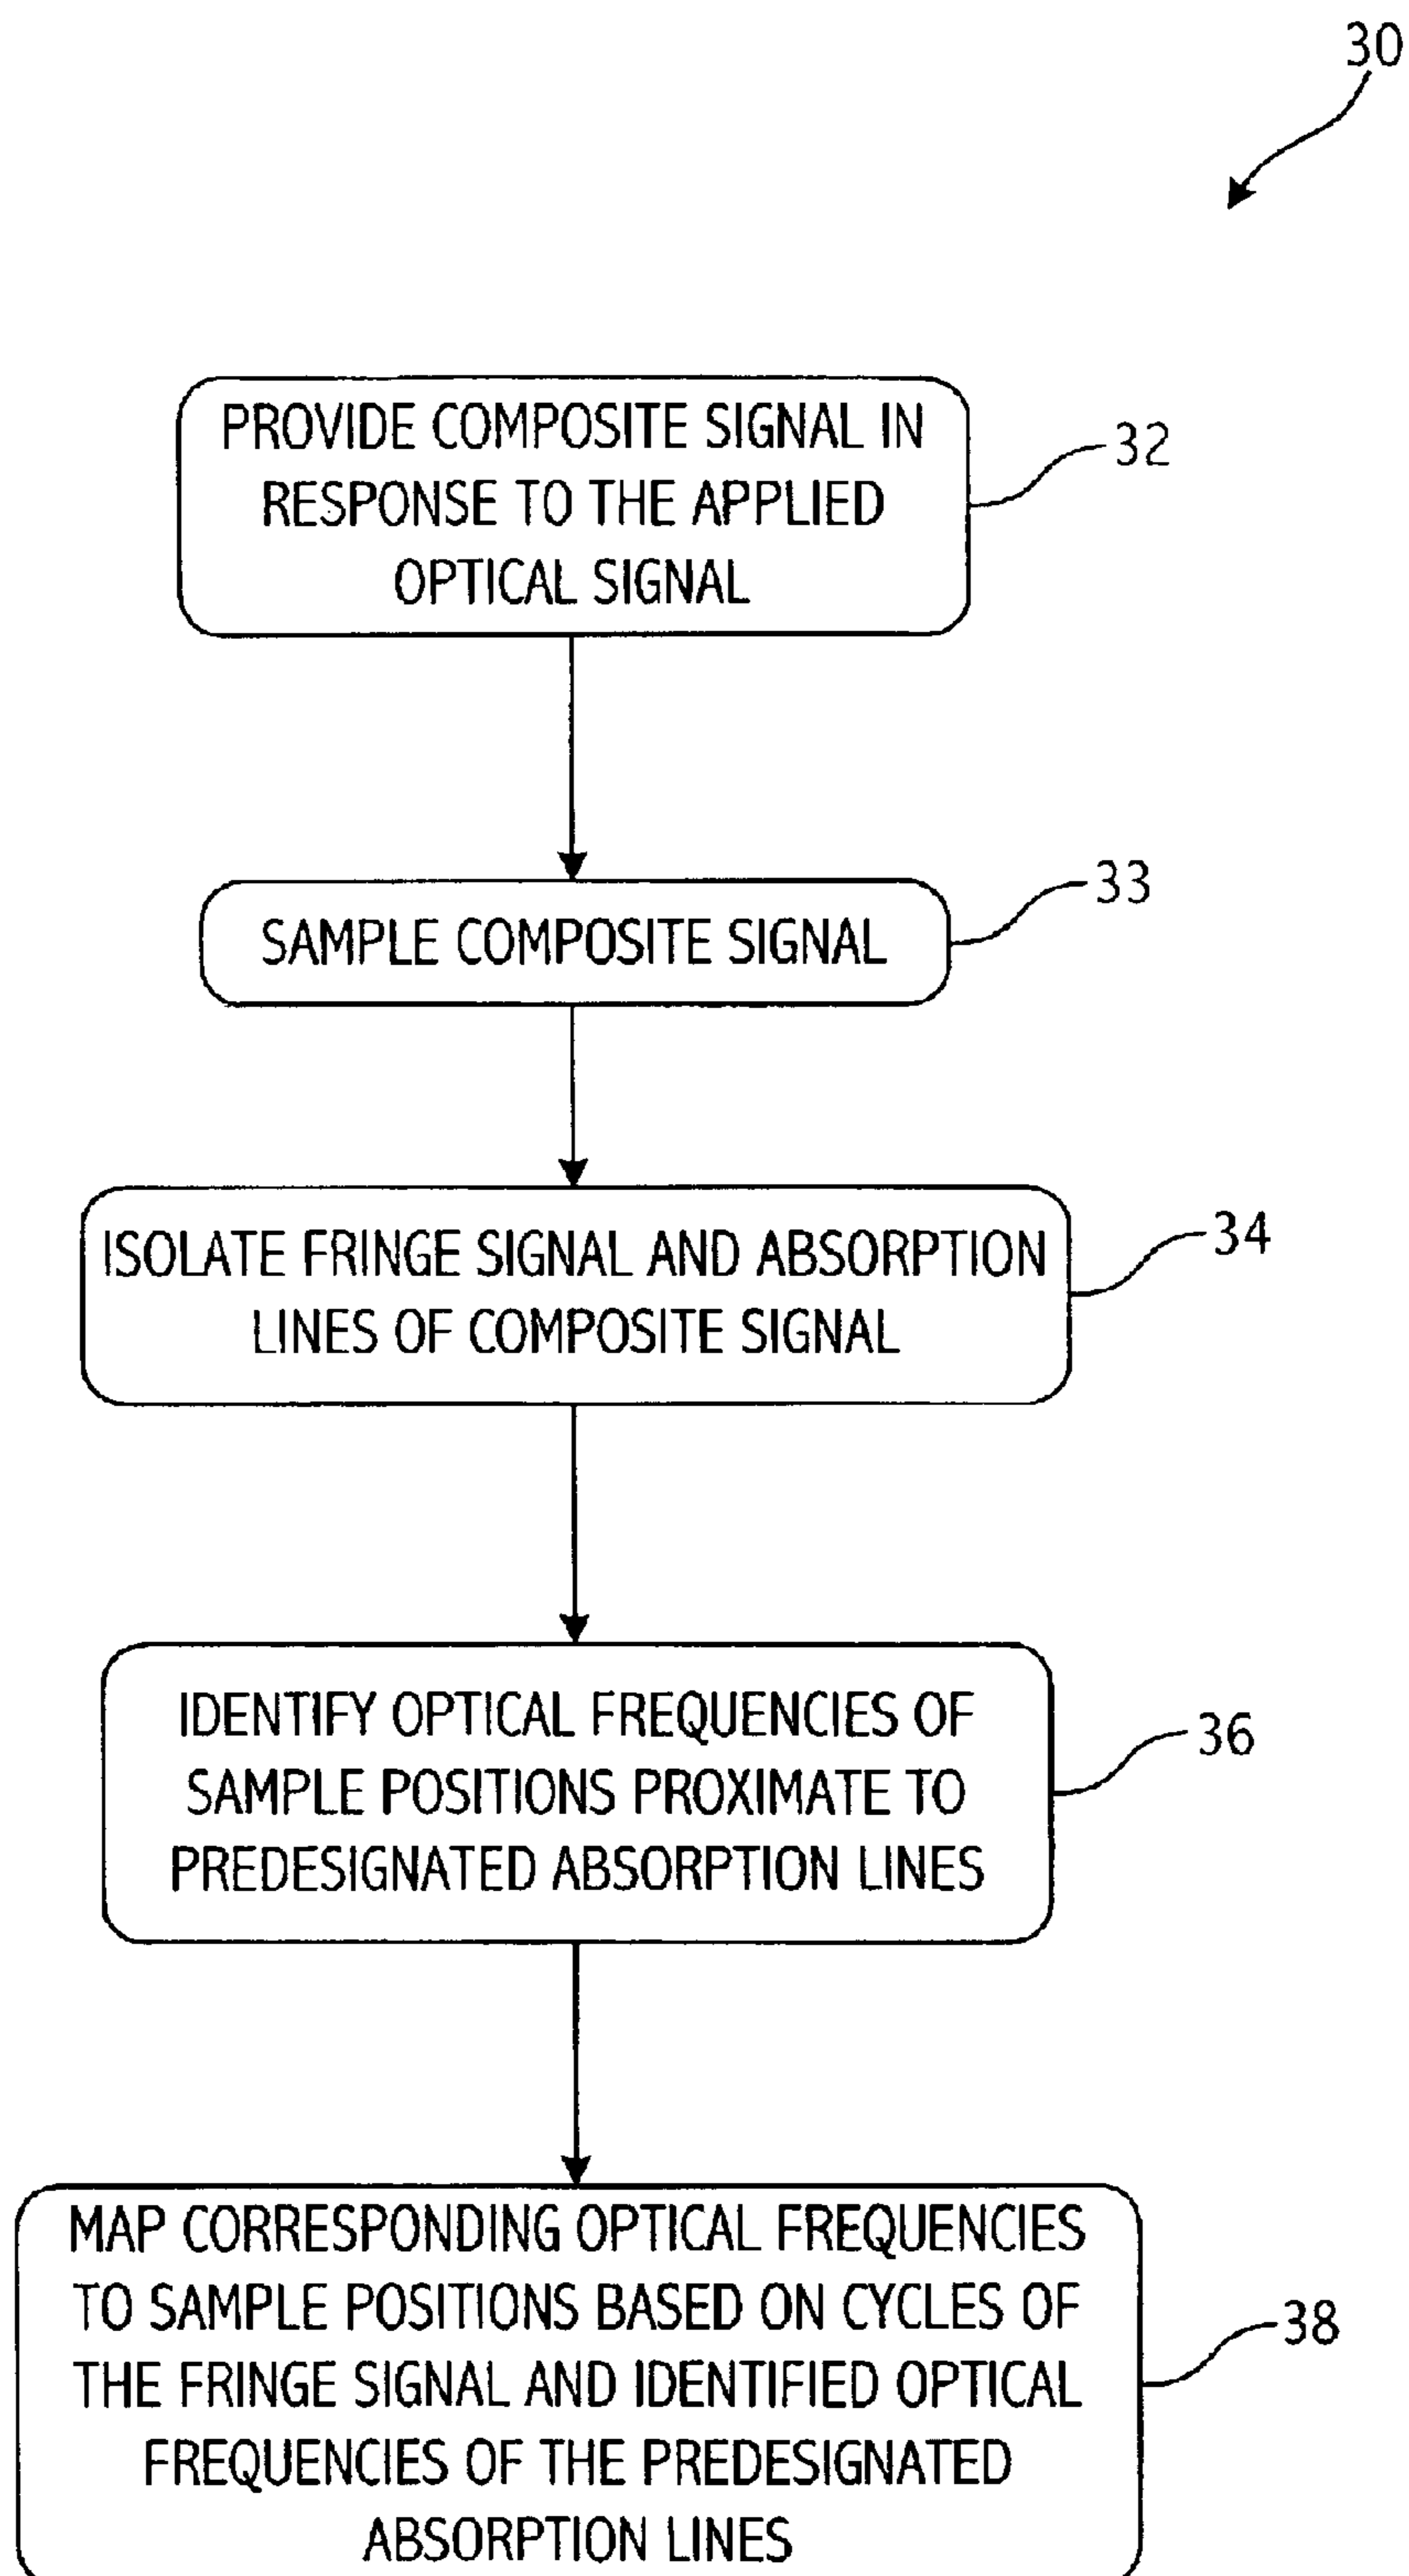 30
PROVIDE COMPOSITE SIGNAL IN
RESPONSE TO THE APPLIED
OPTICAL SIGNAL
32
SAMPLE COMPOSITE SIGNAL
33
ISOLATE FRINGE SIGNAL AND ABSORPTION
LINES OF COMPOSITE SIGNAL
34
IDENTIFY OPTICAL FREQUENCIES OF
SAMPLE POSITIONS PROXIMATE TO
PREDESIGNATED ABSORPTION LINES
36
MAP CORRESPONDING OPTICAL FREQUENCIES
TO SAMPLE POSITIONS BASED ON CYCLES OF
THE FRINGE SIGNAL AND IDENTIFIED OPTICAL
FREQUENCIES OF THE PREDESIGNATED
ABSORPTION LINES
38